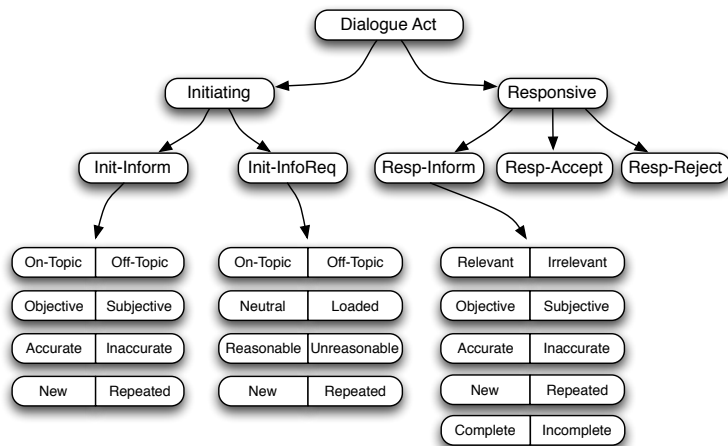 Dialogue Act
Initiating
Responsive
Init-Inform
Init-InfoReq
Resp-Inform
Resp-Accept
Resp-Reject
On-Topic Off-Topic
Objective Subjective
Accurate Inaccurate
New Repeated
On-Topic Off-Topic
Neutral Loaded
Reasonable Unreasonable
New Repeated
Relevant Irrelevant
Objective Subjective
Accurate Inaccurate
New Repeated
Complete Incomplete